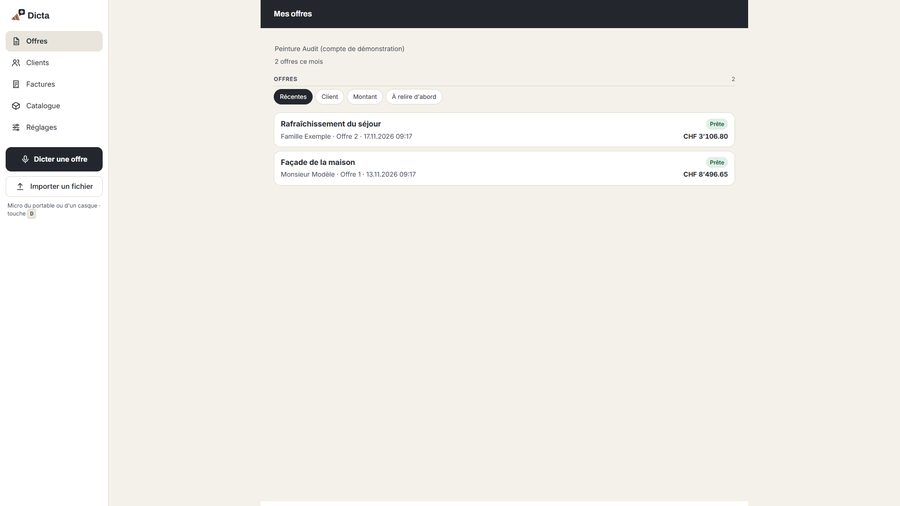 Dicta
Offres
Clients
Factures
Catalogue
Réglages
Dicter une offre
Importer un fichier
Micro du portable ou d'un casque ·
touche D
Mes offres
Peinture Audit (compte de démonstration)
2 offres ce mois
OFFRES 2
Récentes Client Montant À relire d'abord
Rafraîchissement du séjour Prête
Famille Exemple · Offre 2 · 17.11.2026 09:17 CHF 3'106.80
Façade de la maison Prête
Monsieur Modèle · Offre 1 · 13.11.2026 09:17 CHF 8'496.65